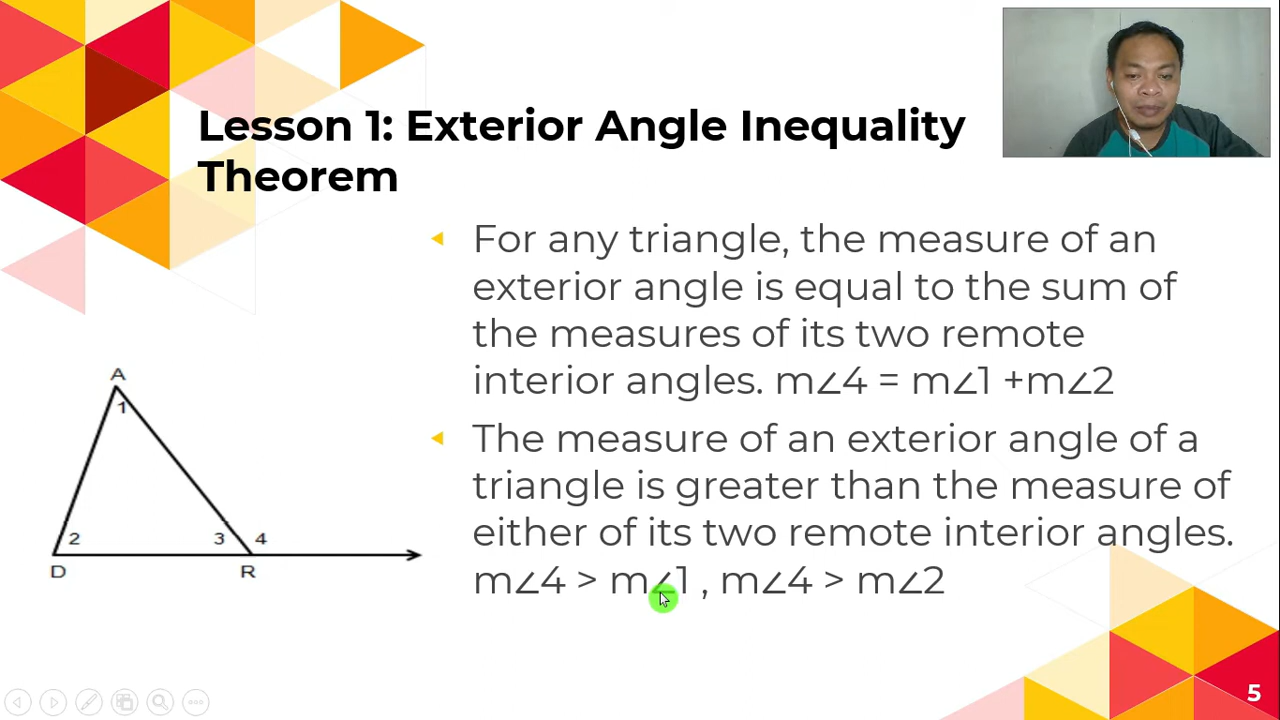 Lesson 1: Exterior Angle Inequality
Theorem
For any triangle, the measure of an
exterior angle is equal to the sum of
the measures of its two remote
interior angles. m∠4 = m∠1 +m∠2
The measure of an exterior angle of a
triangle is greater than the measure of
either of its two remote interior angles.
m∠4 > m∠1 , m∠4 > m∠2
A
1
2
3
4
D
R
5